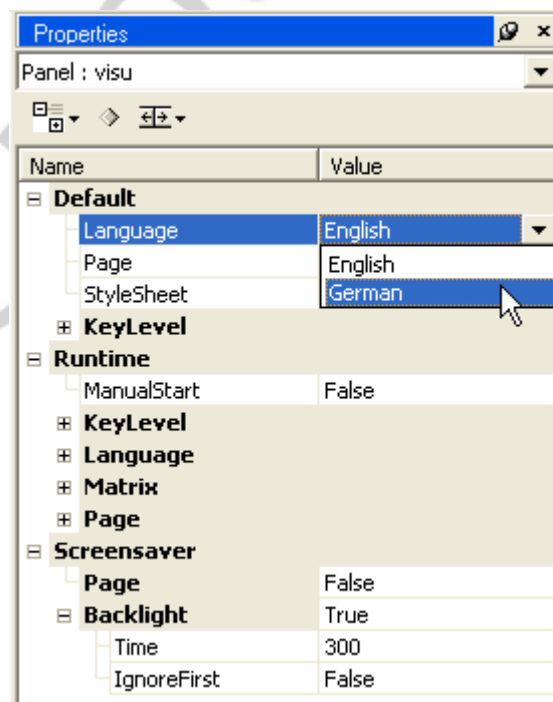 Properties
Panel : visu
Name Value
Default
Language English
Page English
StyleSheet German
KeyLevel
Runtime
ManualStart False
KeyLevel
Language
Matrix
Page
Screensaver
Page False
Backlight True
Time 300
IgnoreFirst False